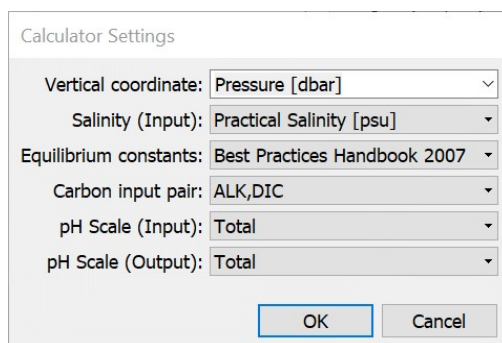 Calculator Settings
Vertical coordinate: Pressure [dbar]
Salinity (Input): Practical Salinity [psu]
Equilibrium constants: Best Practices Handbook 2007
Carbon input pair: ALK,DIC
pH Scale (Input): Total
pH Scale (Output): Total
OK Cancel